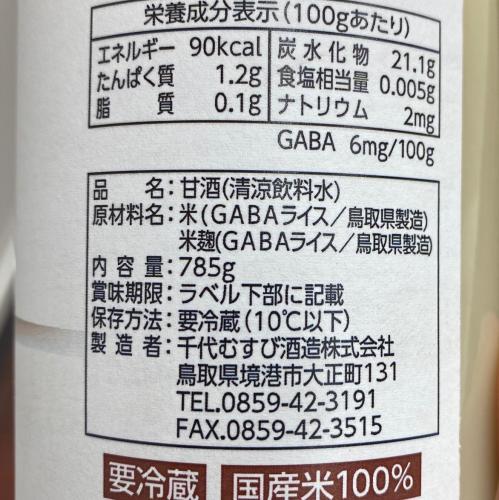 栄養成分表示(100gあたり)
エネルギー 90kcal 炭水化物 21.1g
たんぱく質 1.2g 食塩相当量 0.005g
脂質 0.1g ナトリウム 2mg
GABA 6mg/100g
品名:甘酒(清涼飲料水)
原材料名:米(GABAライス/鳥取県製造)
米麹(GABAライス/鳥取県製造)
内容量:785g
賞味期限:ラベル下部に記載
保存方法:要冷蔵(10℃以下)
製造者:千代むすび酒造株式会社
鳥取県境港市大正町131
TEL.0859-42-3191
FAX.0859-42-3515
要冷蔵 国産米100%